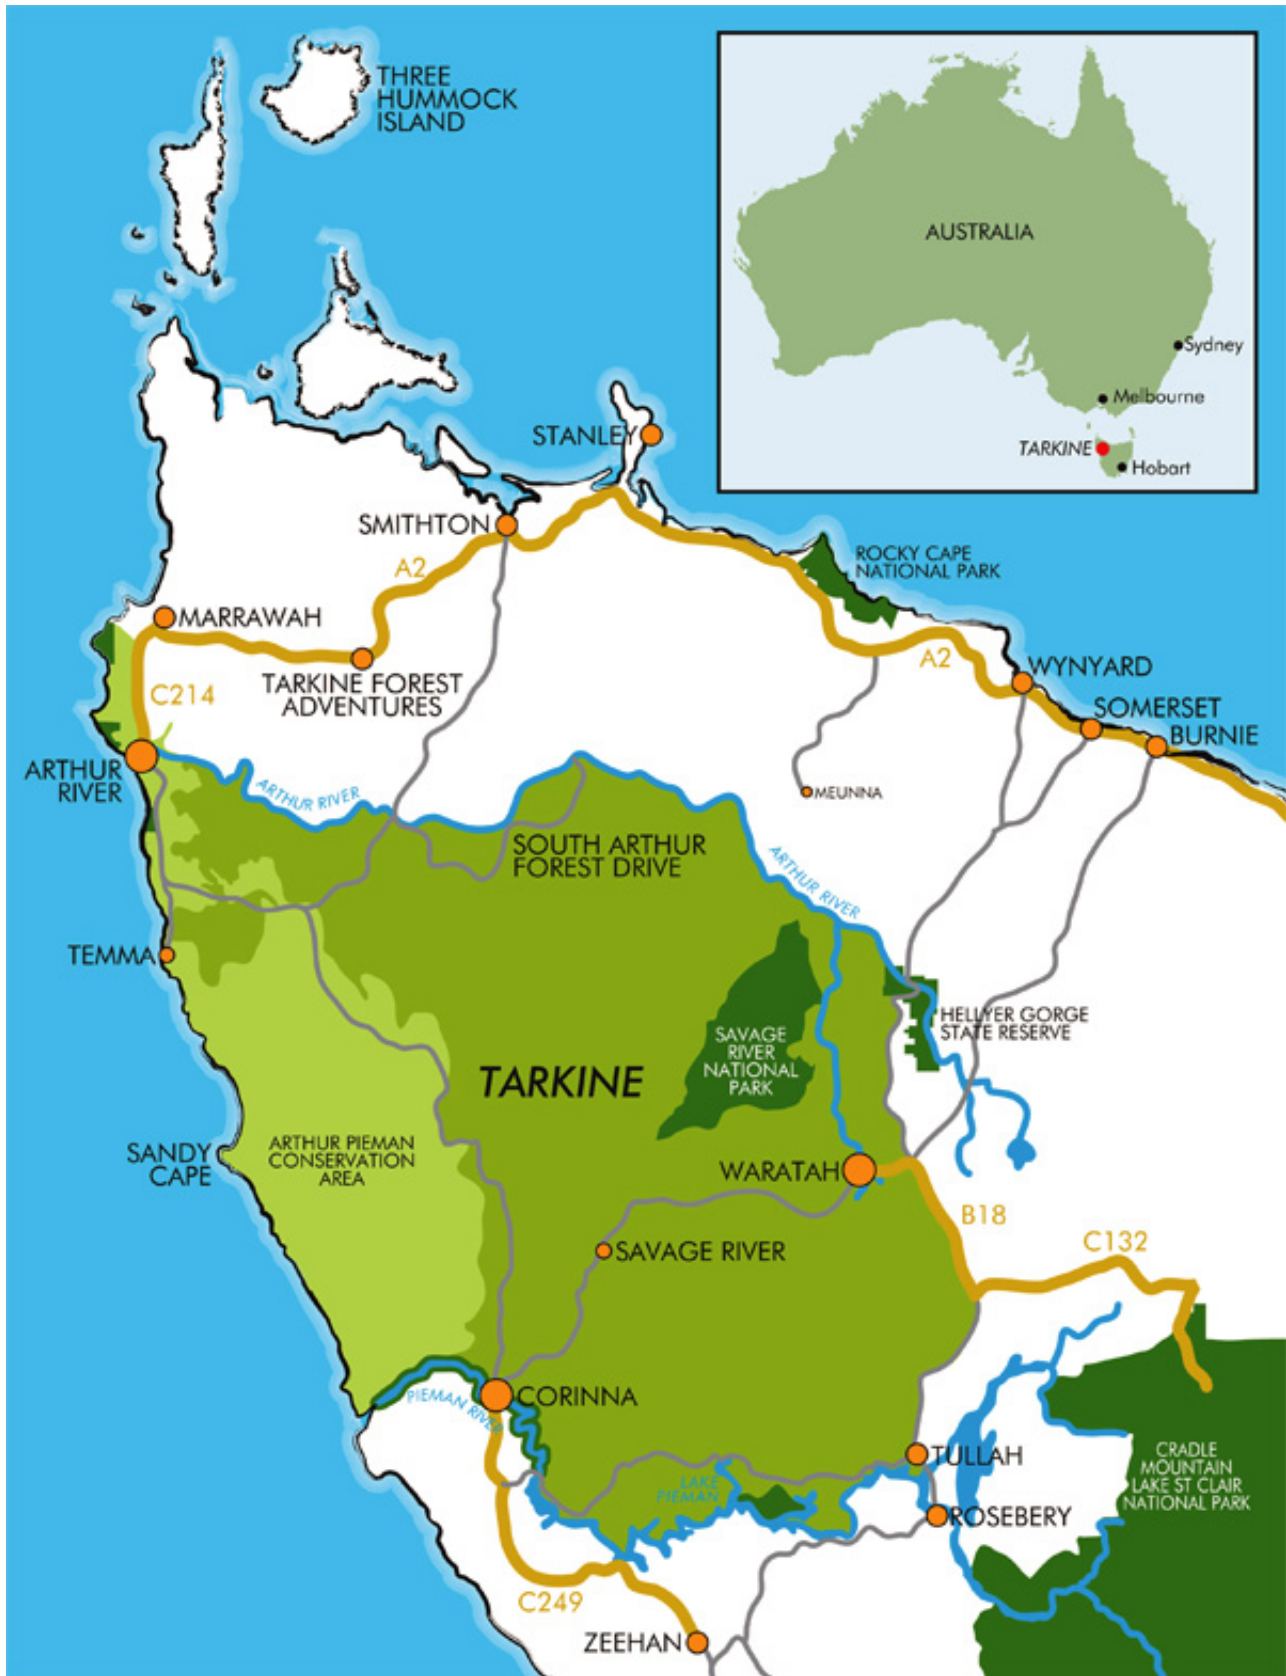 THREE
HUMMOCK
ISLAND
AUSTRALIA
Sydney
Melbourne
TARKINE
Hobart
STANLEY
SMITHTON
A2
ROCKY CAPE
NATIONAL PARK
MARRAWAH
A2
WYNYARD
TARKINE FOREST
ADVENTURES
C214
SOMERSET
BURNIE
ARTHUR
RIVER
ARTHUR RIVER
MEUNNA
SOUTH ARTHUR
FOREST DRIVE
ARTHUR RIVER
TEMMA
HELLYER GORGE
STATE RESERVE
SAVAGE
RIVER
NATIONAL
PARK
TARKINE
SANDY
CAPE
ARTHUR PIEMAN
CONSERVATION
AREA
WARATAH
B18
C132
SAVAGE RIVER
PIEMAN RIVER
CORINNA
TULLAH
CRADLE
MOUNTAIN
LAKE ST CLAIR
NATIONAL PARK
LAKE
PIEMAN
ROSEBERY
C249
ZEEHAN